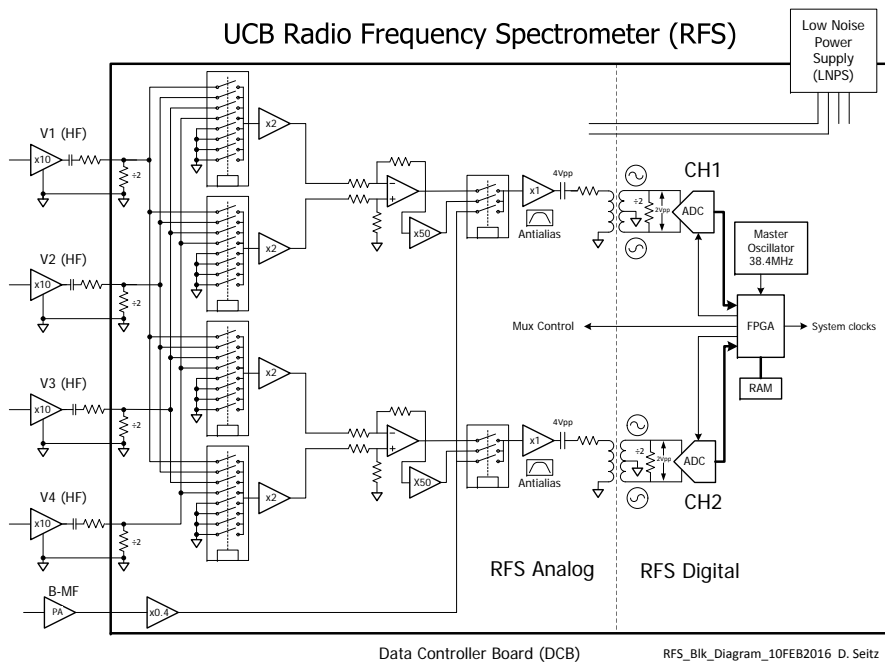 UCB Radio Frequency Spectrometer (RFS)
Low Noise
Power
Supply
(LNPS)
V1 (HF)
x10
÷2
x2
x2
−
+
x50
x1
4Vpp
Antialias
÷2
2Vpp
CH1
ADC
Master
Oscillator
38.4MHz
V2 (HF)
x10
÷2
Mux Control
FPGA
System clocks
RAM
V3 (HF)
x10
÷2
x2
x2
−
+
X50
x1
4Vpp
Antialias
÷2
2Vpp
ADC
CH2
V4 (HF)
x10
÷2
RFS Analog
RFS Digital
B-MF
PA
x0.4
Data Controller Board (DCB)
RFS_Blk_Diagram_10FEB2016 D. Seitz